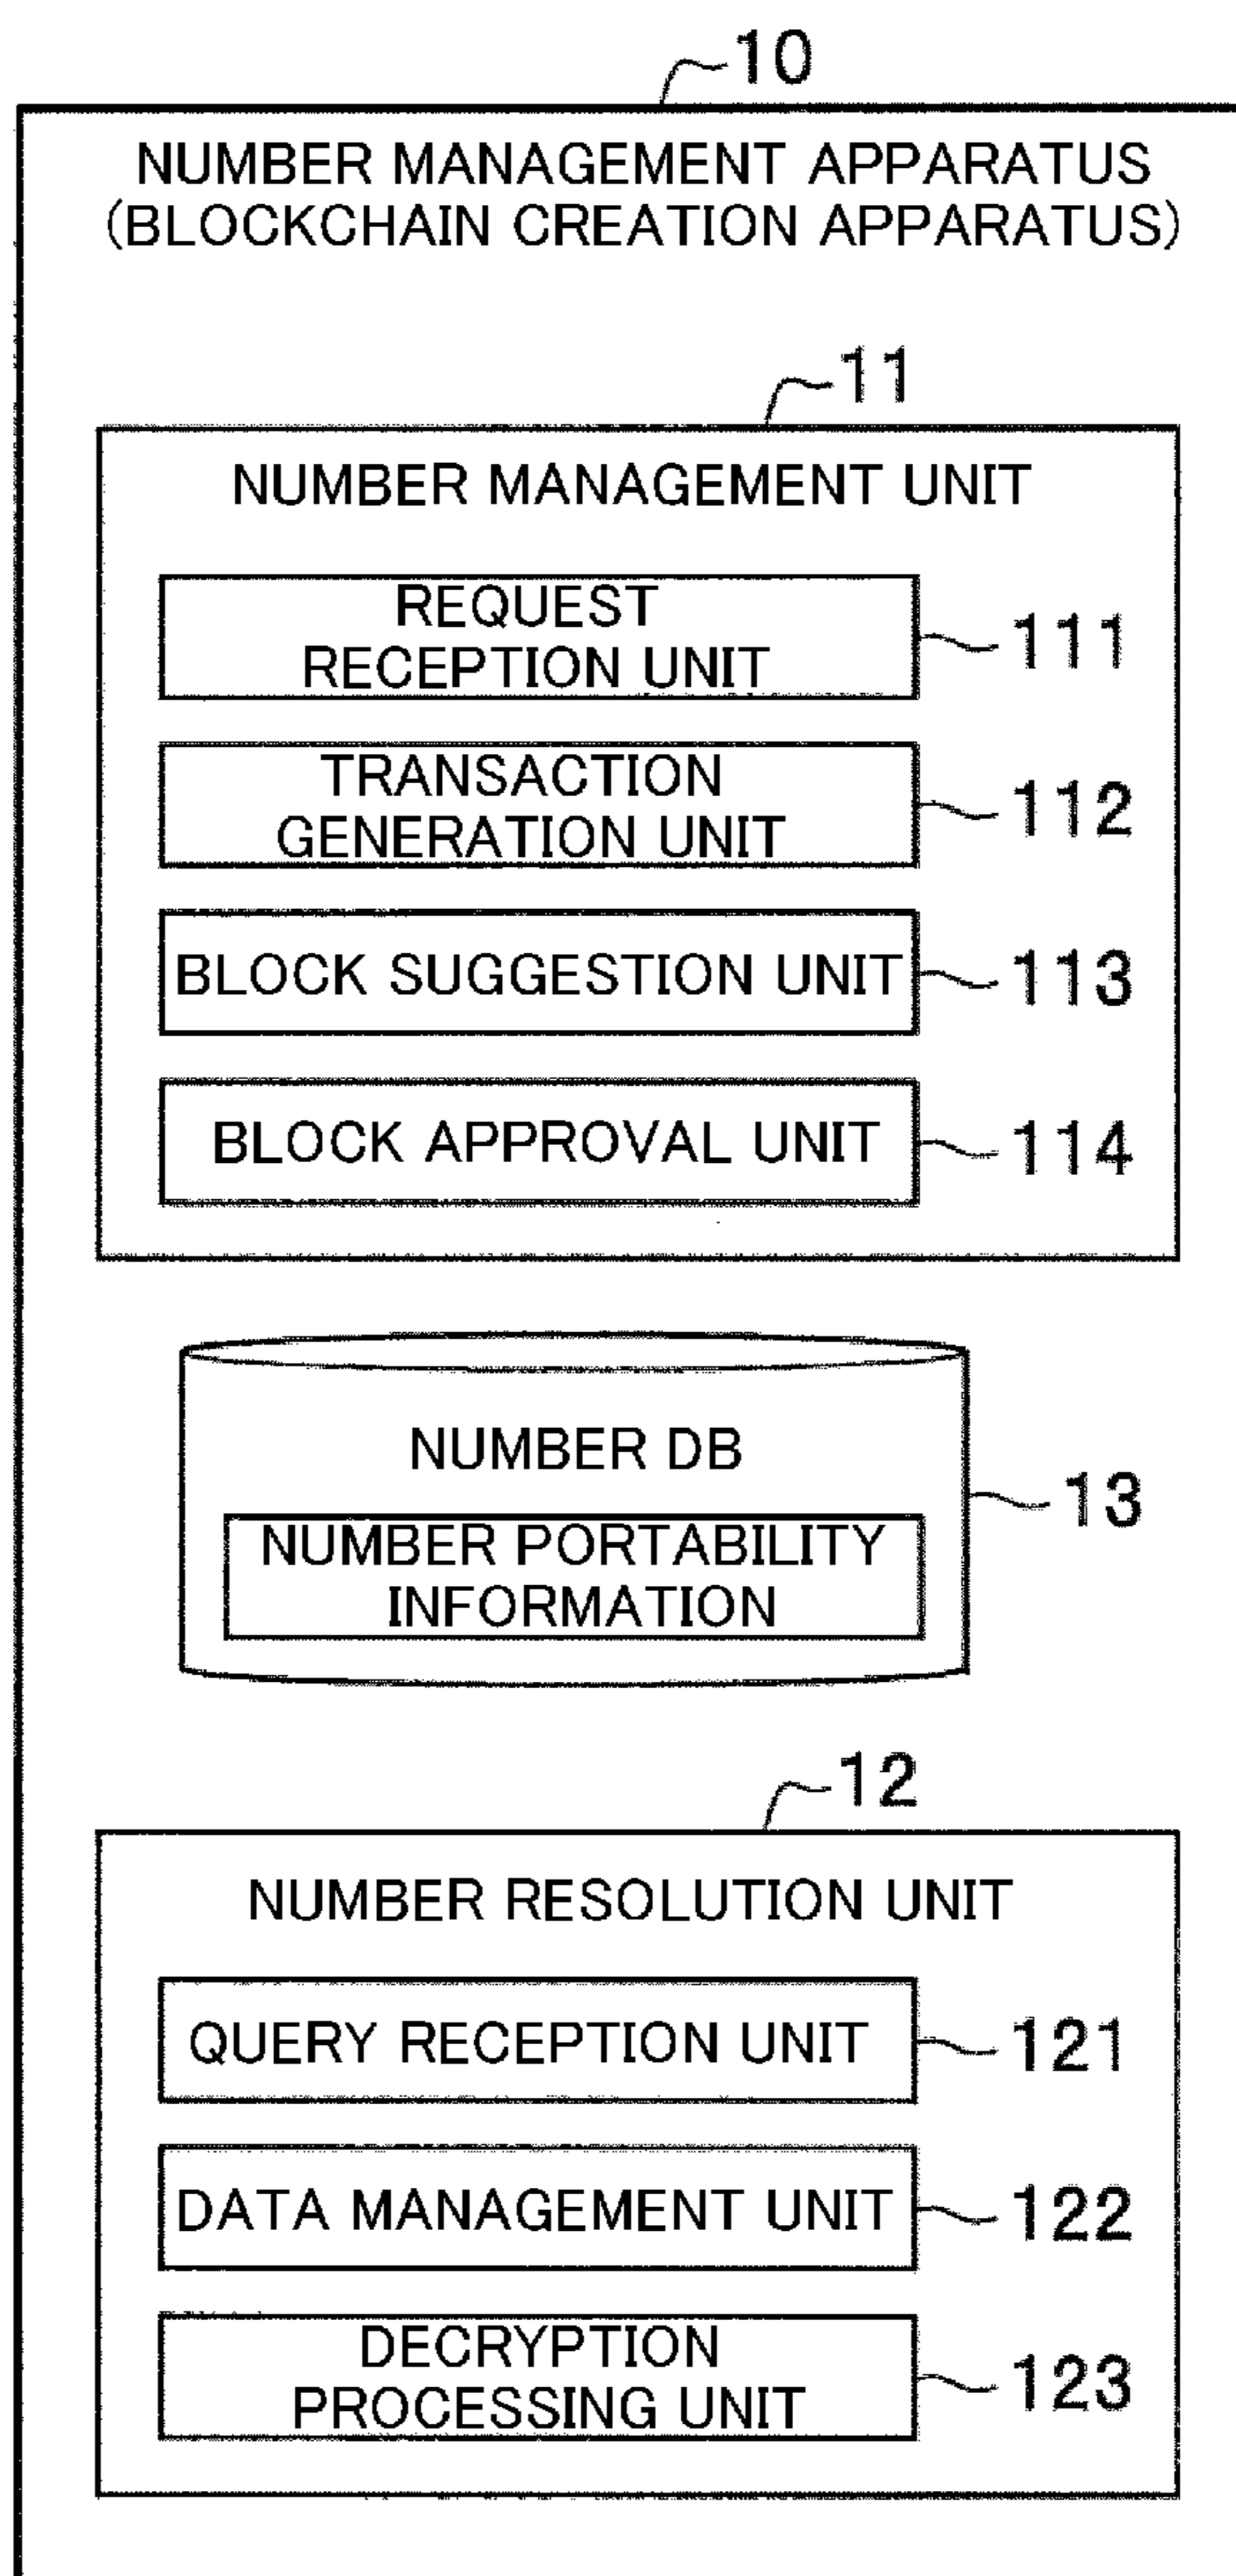 10
NUMBER MANAGEMENT APPARATUS
(BLOCKCHAIN CREATION APPARATUS)
11
NUMBER MANAGEMENT UNIT
REQUEST
RECEPTION UNIT
111
TRANSACTION
GENERATION UNIT
112
BLOCK SUGGESTION UNIT
113
BLOCK APPROVAL UNIT
114
NUMBER DB
13
NUMBER PORTABILITY
INFORMATION
12
NUMBER RESOLUTION UNIT
QUERY RECEPTION UNIT
121
DATA MANAGEMENT UNIT
122
DECRYPTION
PROCESSING UNIT
123